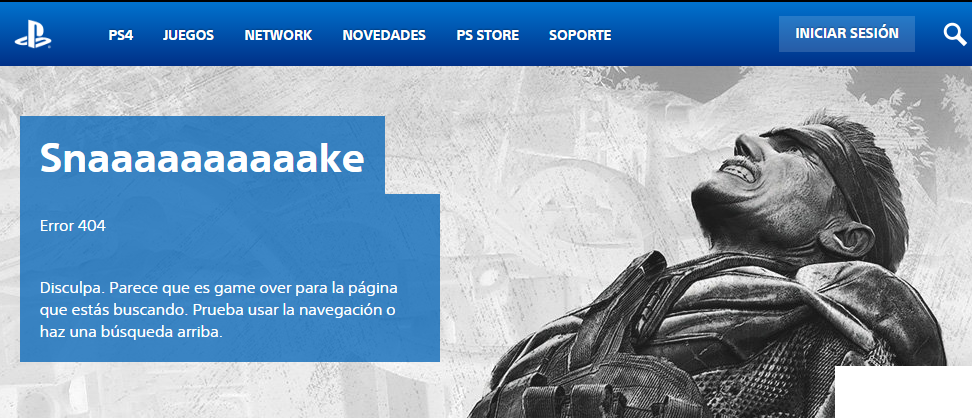 PS4 JUEGOS NETWORK NOVEDADES PS STORE SOPORTE INICIAR SESIÓN
Snaaaaaaaaaake
Error 404
Disculpa. Parece que es game over para la página
que estás buscando. Prueba usar la navegación o
haz una búsqueda arriba.